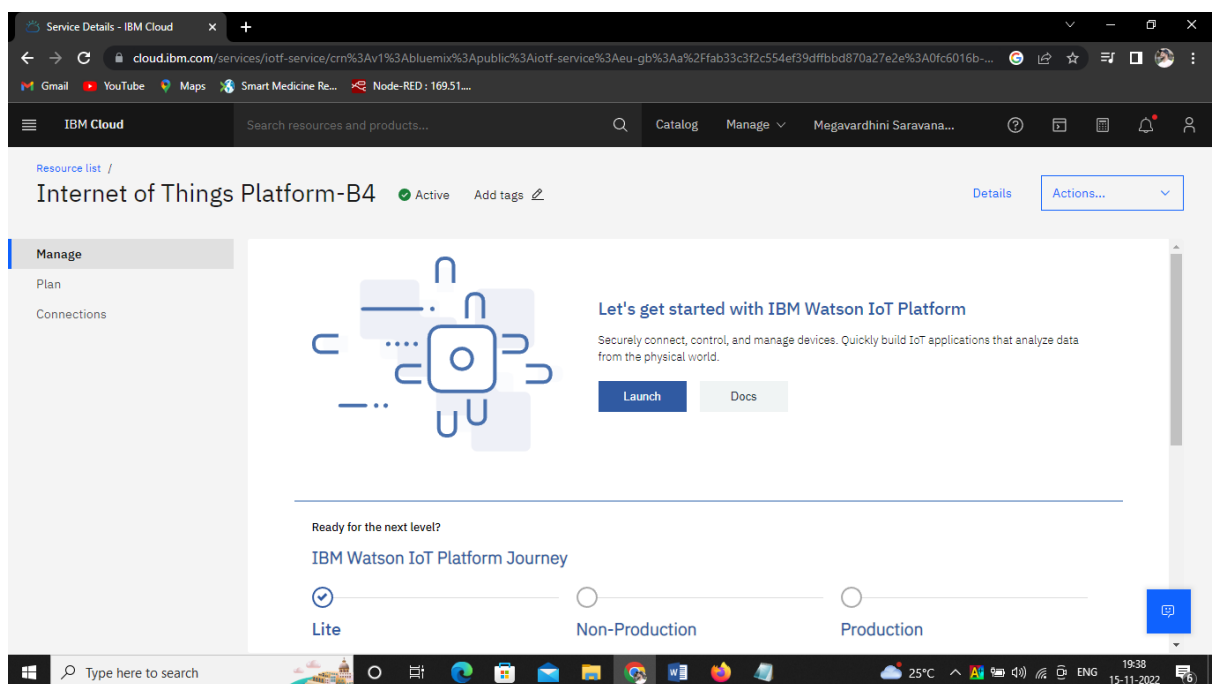 Service Details - IBM Cloud
cloud.ibm.com/services/iotf-service/crn%3Av1%3Abluemix%3Apublic%3Aiotf-service%3Aeu-gb%3Aa%2Ffab33c3f2c554ef39dffbbd870a27e2e%3A0fc6016b-...
Gmail YouTube Maps Smart Medicine Re... Node-RED : 169.51....
IBM Cloud Search resources and products... Catalog Manage Megavardhini Saravana...
Resource list /
Internet of Things Platform-B4 Active Add tags Details Actions...
Manage
Plan
Connections
Let's get started with IBM Watson IoT Platform
Securely connect, control, and manage devices. Quickly build IoT applications that analyze data
from the physical world.
Launch Docs
Ready for the next level?
IBM Watson IoT Platform Journey
Lite Non-Production Production
Type here to search 25°C ENG 19:38
15-11-2022 6